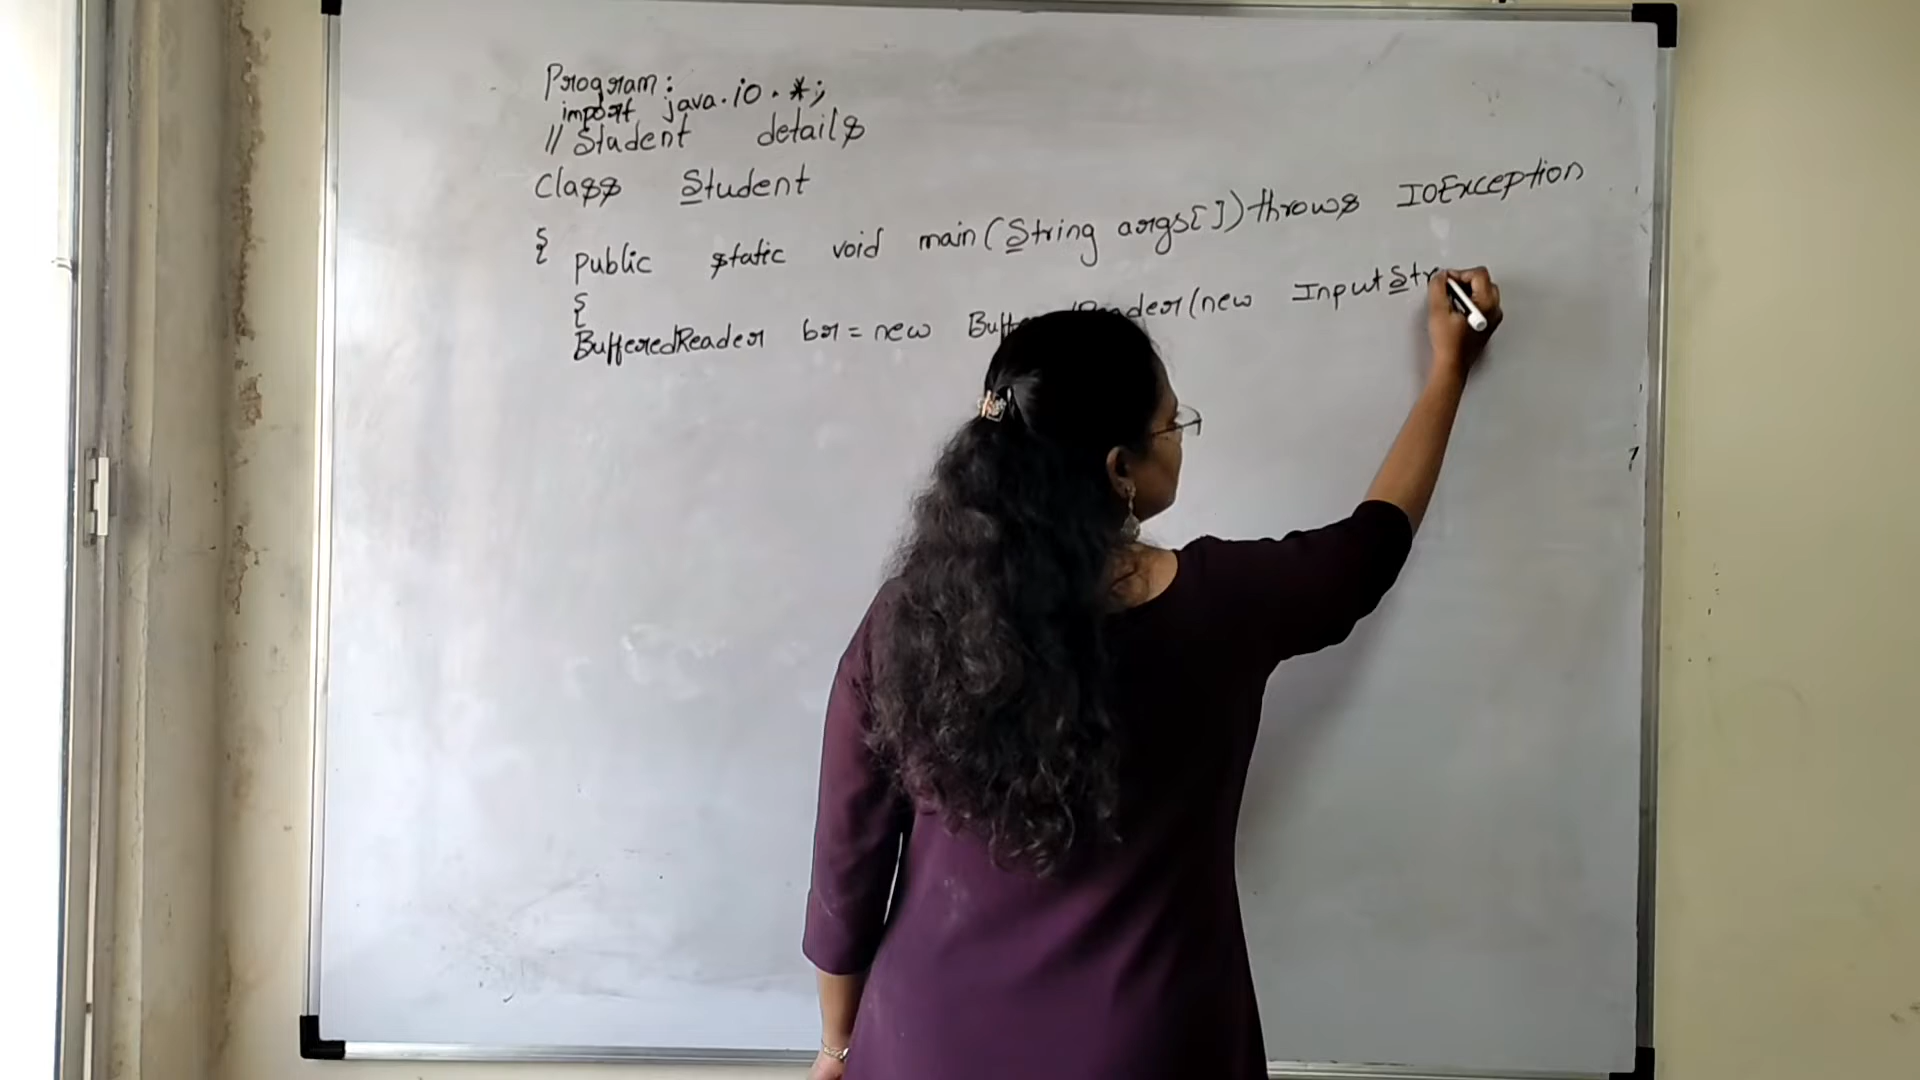 Program:
import java.io.*;
// Student details
Class Student
{
public static void main(String args[])throws IOException
{
BufferedReader br=new (new InputStr